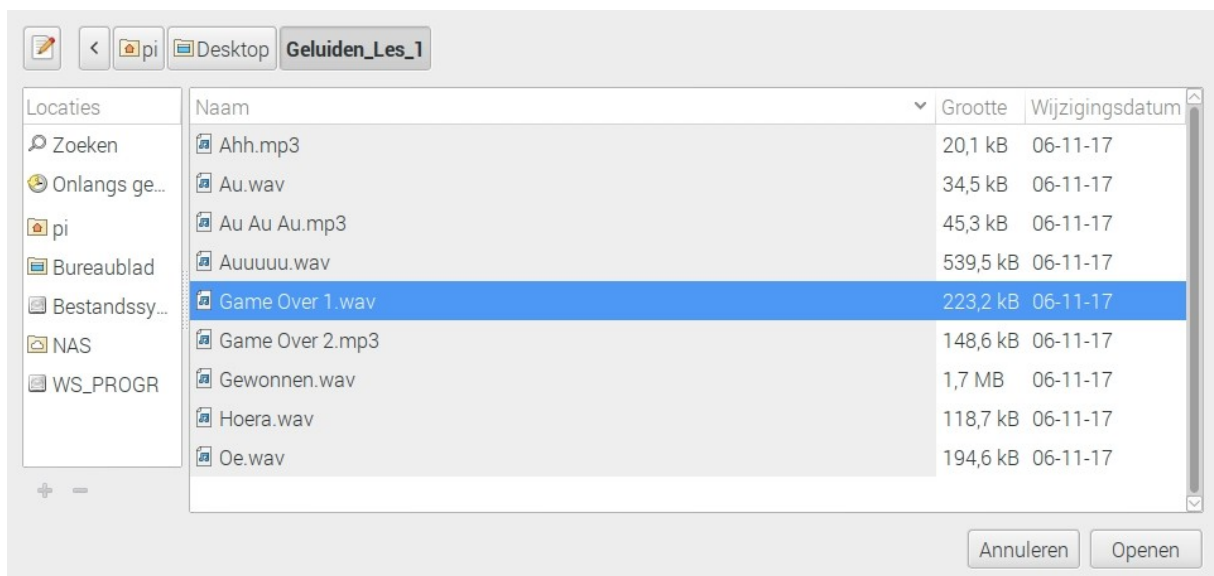 pi Desktop Geluiden_Les_1
Locaties Naam Grootte Wijzigingsdatum
Zoeken Ahh.mp3 20,1 kB 06-11-17
Onlangs ge... Au.wav 34,5 kB 06-11-17
pi Au Au Au.mp3 45,3 kB 06-11-17
Bureaublad Auuuuu.wav 539,5 kB 06-11-17
Bestandssy... Game Over 1.wav 223,2 kB 06-11-17
NAS Game Over 2.mp3 148,6 kB 06-11-17
WS_PROGR Gewonnen.wav 1,7 MB 06-11-17
Hoera.wav 118,7 kB 06-11-17
Oe.wav 194,6 kB 06-11-17
Annuleren Openen